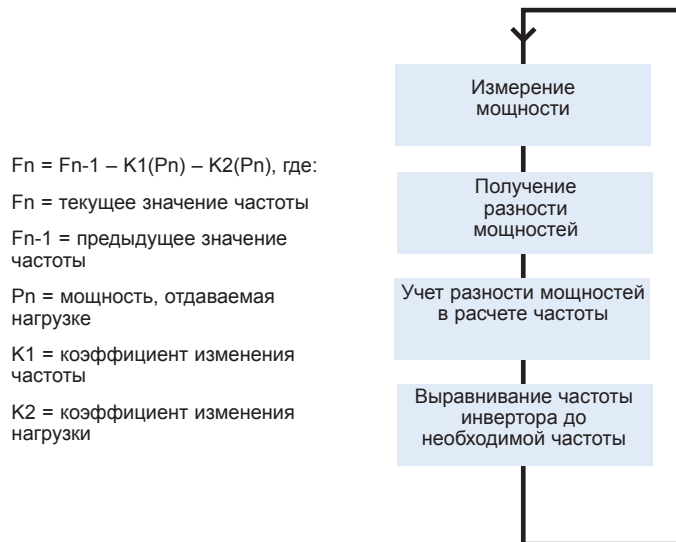 Fn = Fn-1 – K1(Pn) – K2(Pn), где:
Fn = текущее значение частоты
Fn-1 = предыдущее значение
частоты
Pn = мощность, отдаваемая
нагрузке
K1 = коэффициент изменения
частоты
K2 = коэффициент изменения
нагрузки
Измерение
мощности
Получение
разности
мощностей
Учет разности мощностей
в расчете частоты
Выравнивание частоты
инвертора до
необходимой частоты